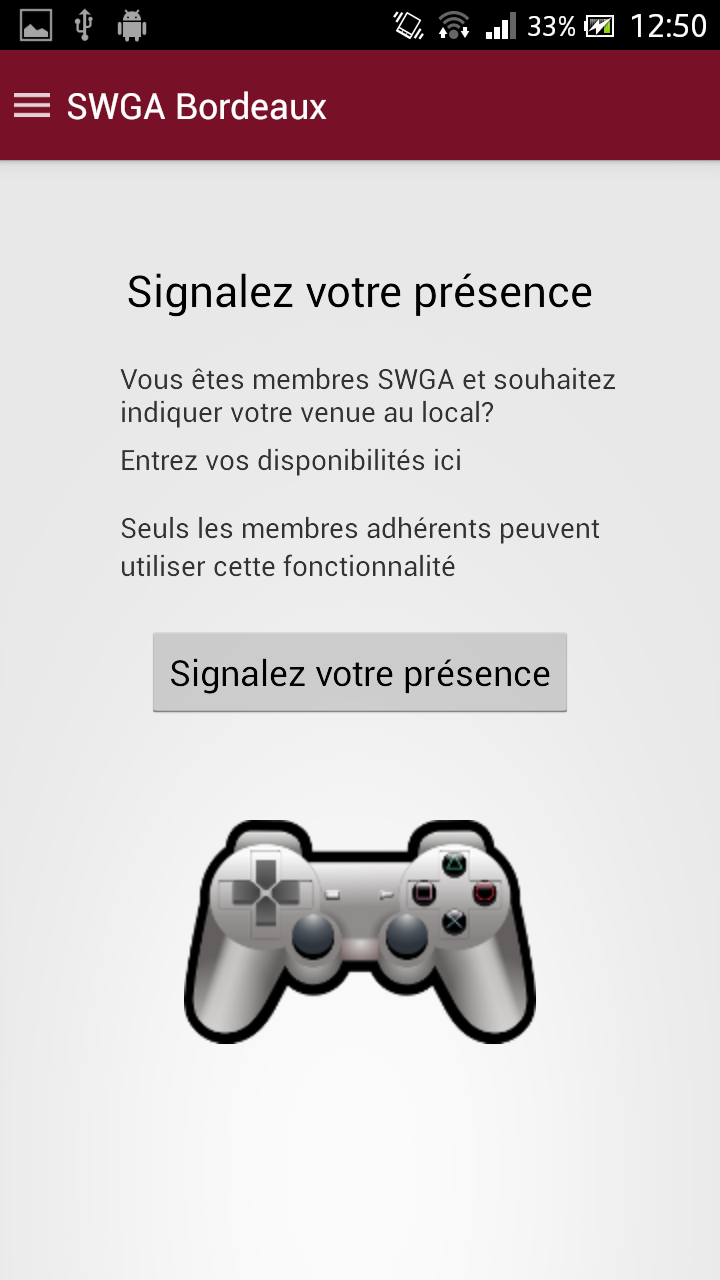 33% 12:50
SWGA Bordeaux
Signalez votre présence
Vous êtes membres SWGA et souhaitez
indiquer votre venue au local?
Entrez vos disponibilités ici
Seuls les membres adhérents peuvent
utiliser cette fonctionnalité
Signalez votre présence